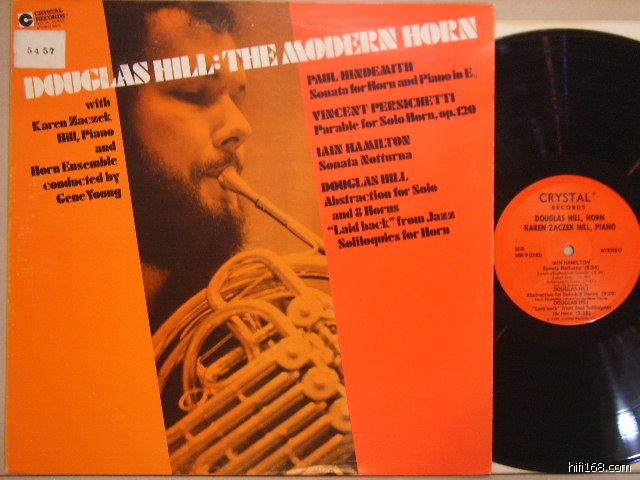 CRYSTAL
RECORDS
5457
DOUGLAS HILL: THE MODERN HORN
with
Karen Zaczek
Hill, Piano
and
Horn Ensemble
conducted by
Gene Young
PAUL HINDEMITH
Sonata for Horn and Piano in E♭
VINCENT PERSICHETTI
Parable for Solo Horn, op.120
IAIN HAMILTON
Sonata Notturna
DOUGLAS HILL
Abstraction for Solo
and 8 Horns
"Laid back" from Jazz
Soliloquies for Horn
CRYSTAL
RECORDS
DOUGLAS HILL, HORN
KAREN ZACZEK HILL, PIANO
STEREO
IAIN HAMILTON
Sonata Notturna
DOUGLAS HILL
Abstraction for Solo & 8 Horns
DOUGLAS HILL
"Laid back" from Jazz Soliloquies
for Horn
hifi168.com